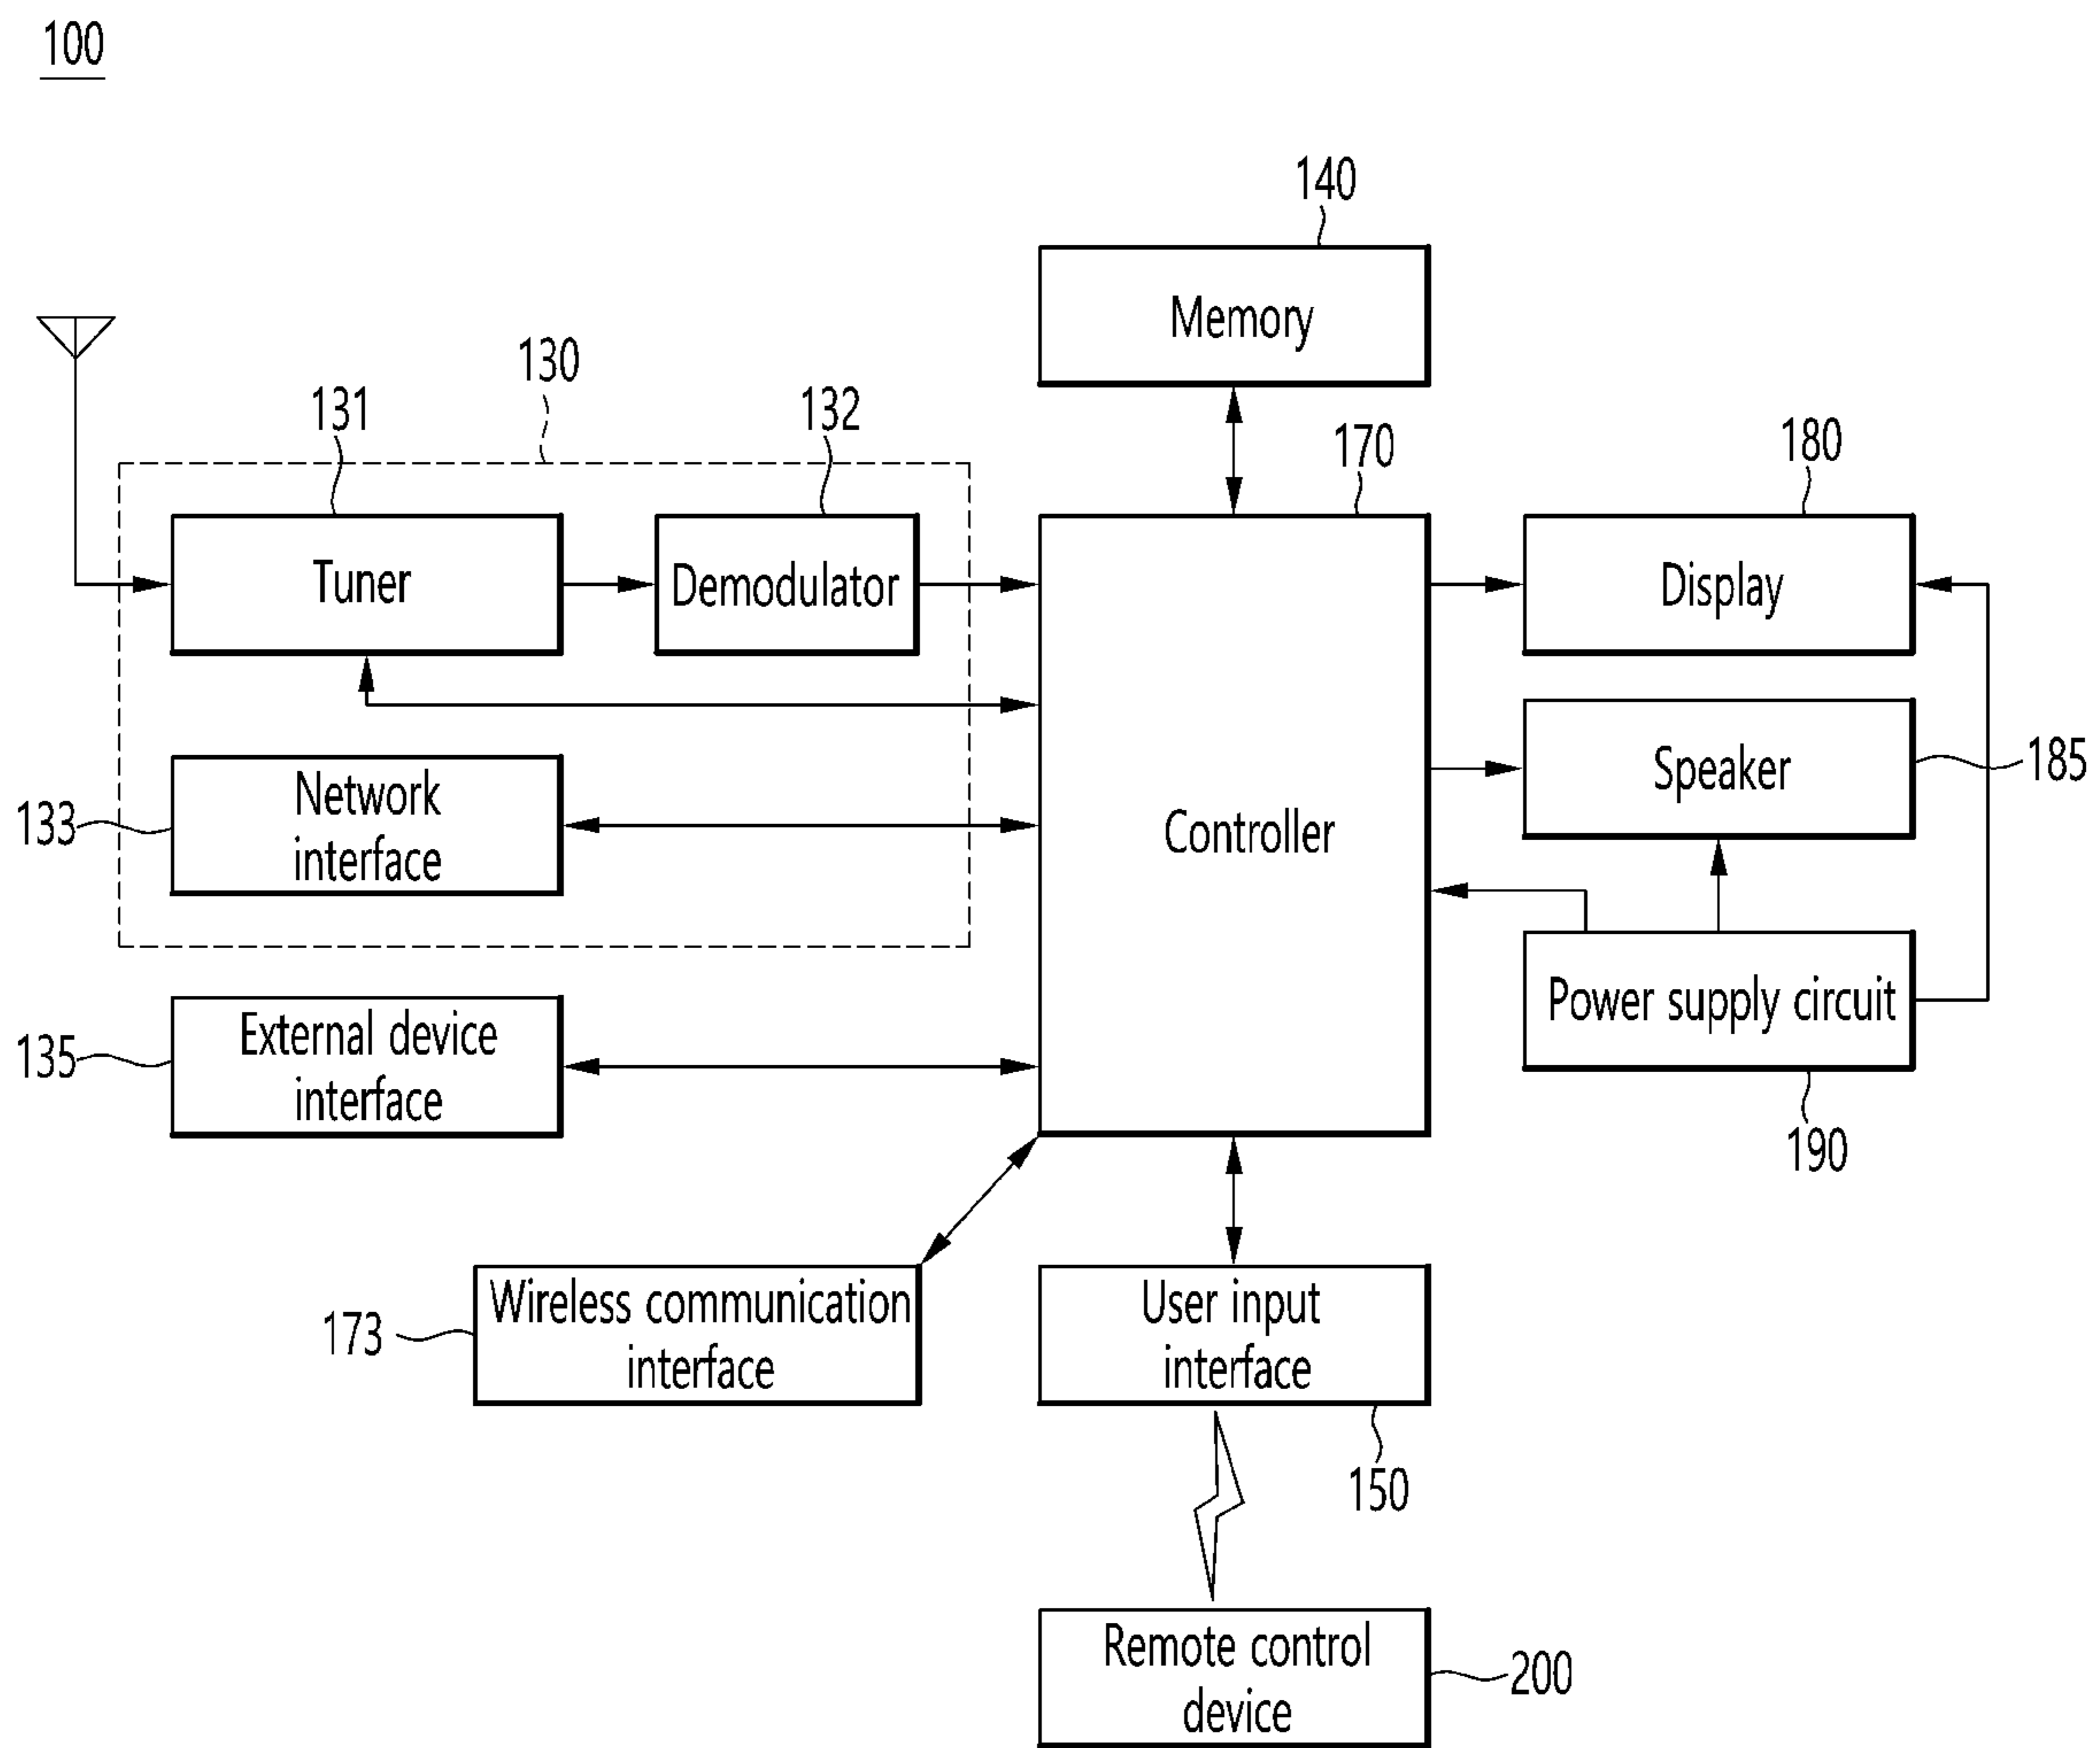 100
140
Memory
130
131
132
170
180
Tuner
Demodulator
Display
Network
interface
133
Controller
Speaker
185
External device
interface
135
Power supply circuit
190
Wireless communication
interface
173
User input
interface
150
Remote control
device
200